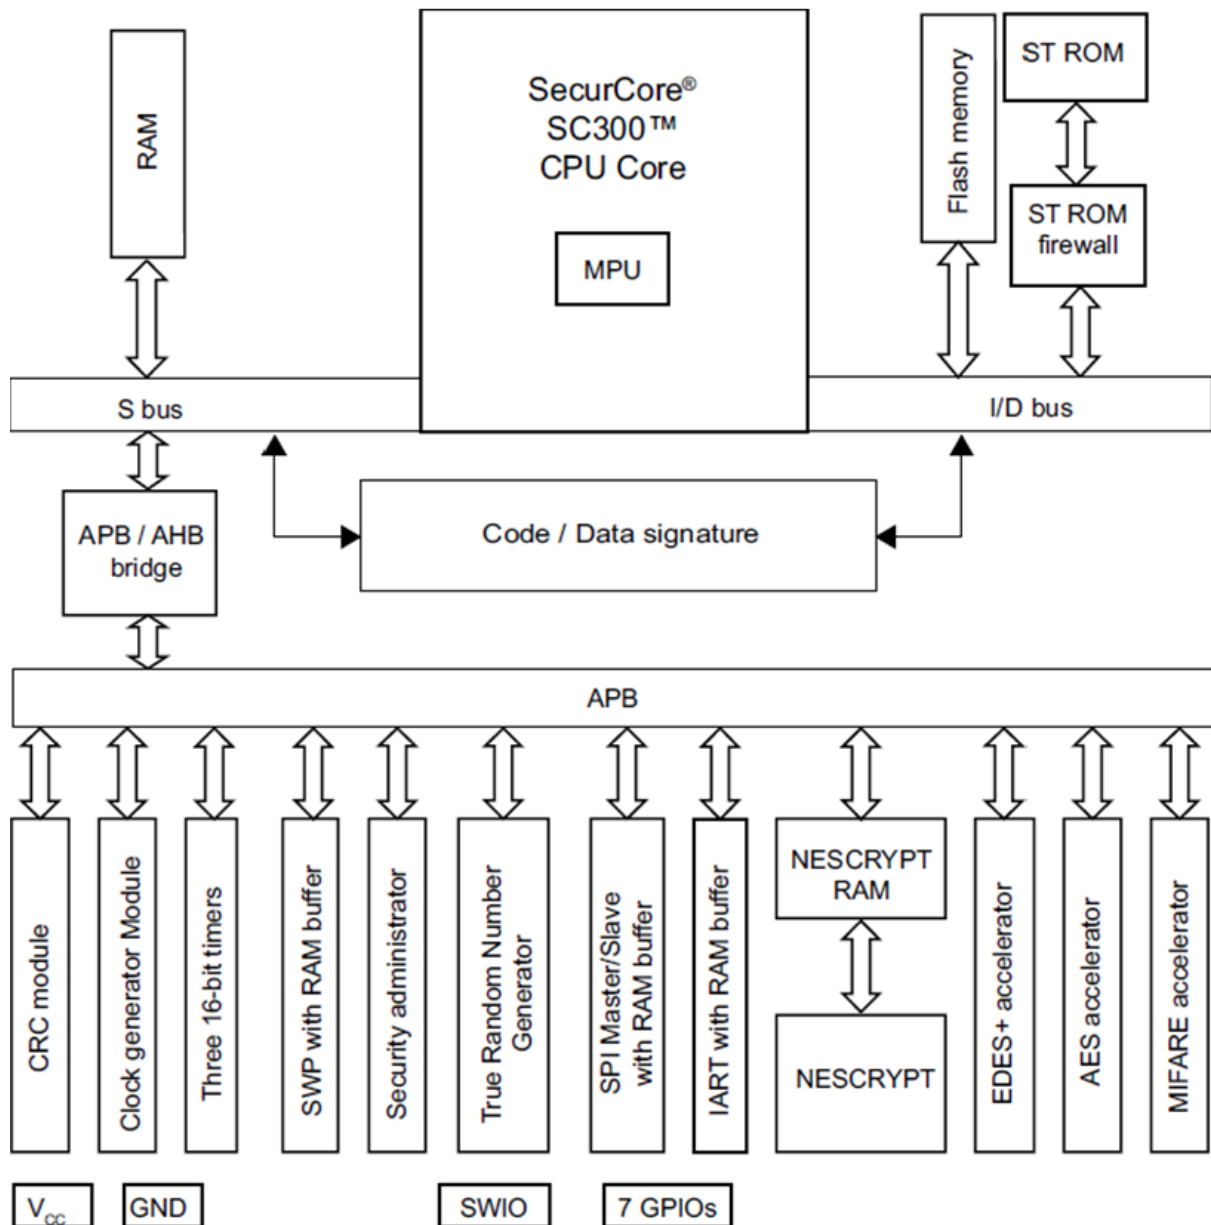 RAM
SecurCore®
SC300™
CPU Core
MPU
Flash memory
ST ROM
ST ROM
firewall
S bus
I/D bus
APB / AHB
bridge
Code / Data signature
APB
CRC module
Clock generator Module
Three 16-bit timers
SWP with RAM buffer
Security administrator
True Random Number
Generator
SPI Master/Slave
with RAM buffer
IART with RAM buffer
NESCRYPT
RAM
NESCRYPT
EDES+ accelerator
AES accelerator
MIFARE accelerator
VCC
GND
SWIO
7 GPIOs